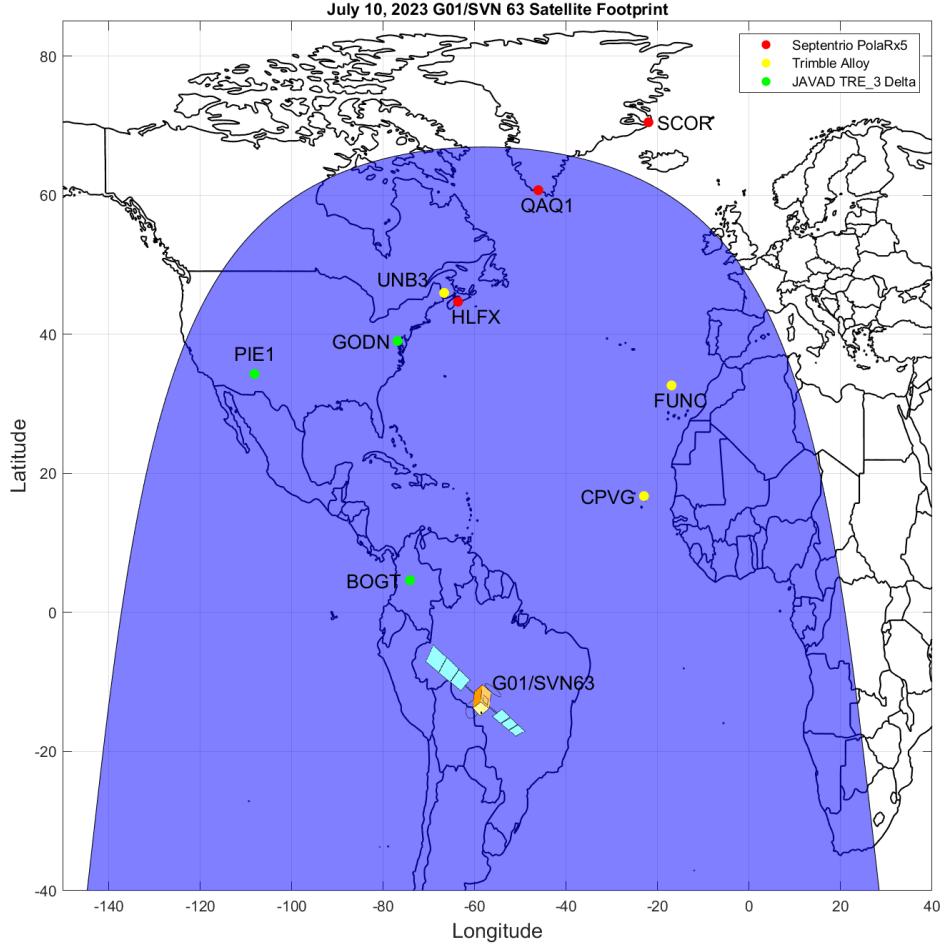 July 10, 2023 G01/SVN 63 Satellite Footprint
Septentrio PolaRx5
Trimble Alloy
JAVAD TRE_3 Delta
SCOR
QAQ1
UNB3
HLFX
GODN
PIE1
FUNC
CPVG
BOGT
G01/SVN63
80
60
40
20
0
-20
-40
Latitude
-140 -120 -100 -80 -60 -40 -20 0 20 40
Longitude